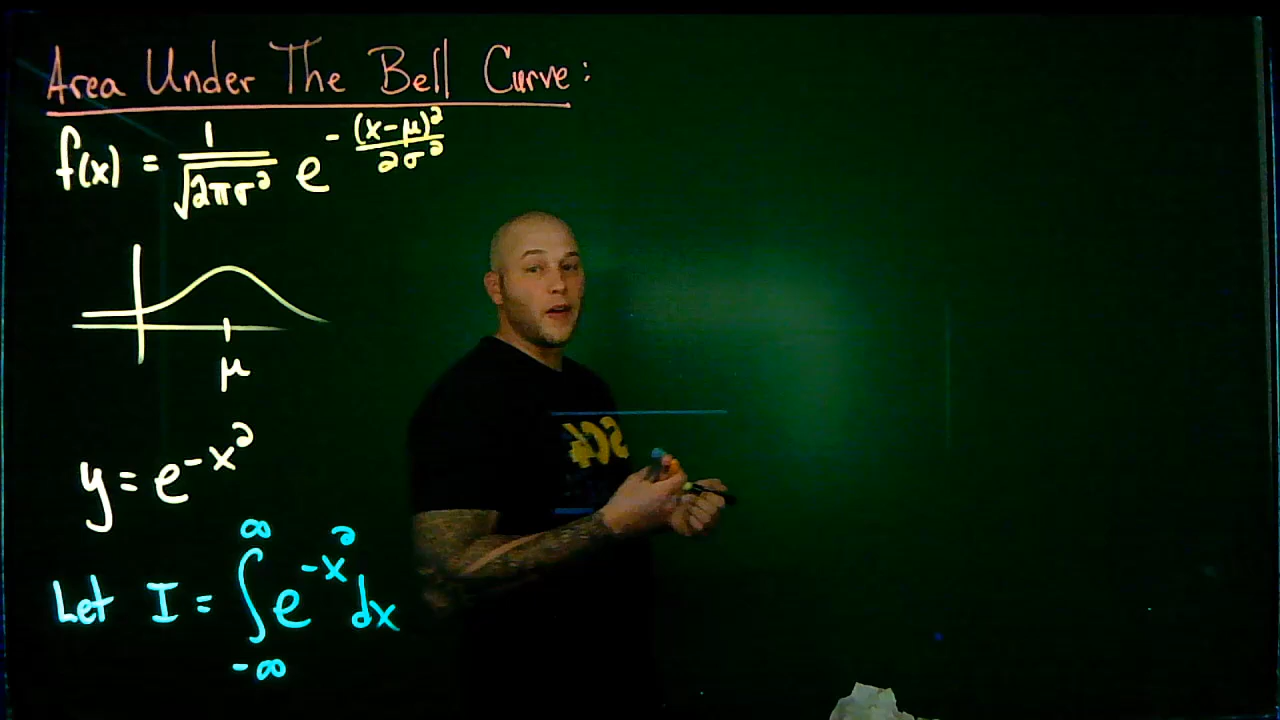 Area Under The Bell Curve:
f(x) = 1/√(2πσ²) e^(-(x-μ)²/(2σ²))
μ
y = e^(-x²)
Let I = ∫_{-∞}^{∞} e^(-x²) dx